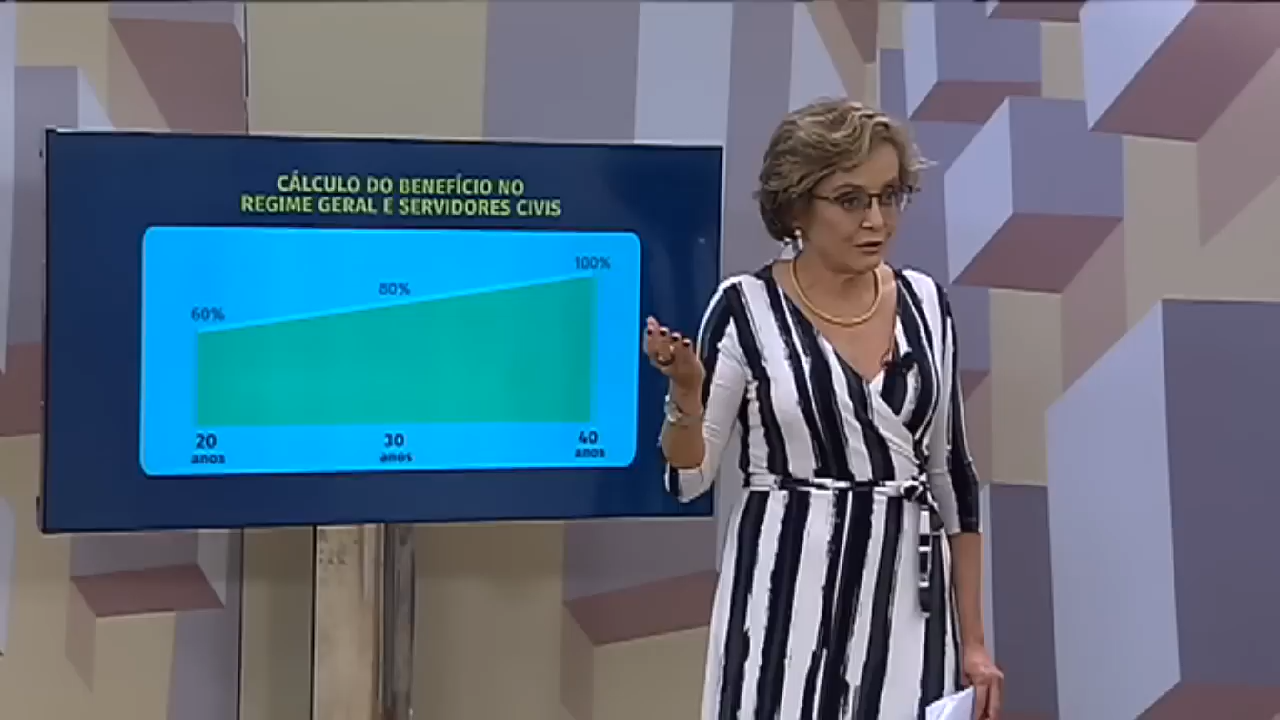 CÁLCULO DO BENEFÍCIO NO
REGIME GERAL E SERVIDORES CIVIS
60%
80%
100%
20
anos
30
anos
40
anos